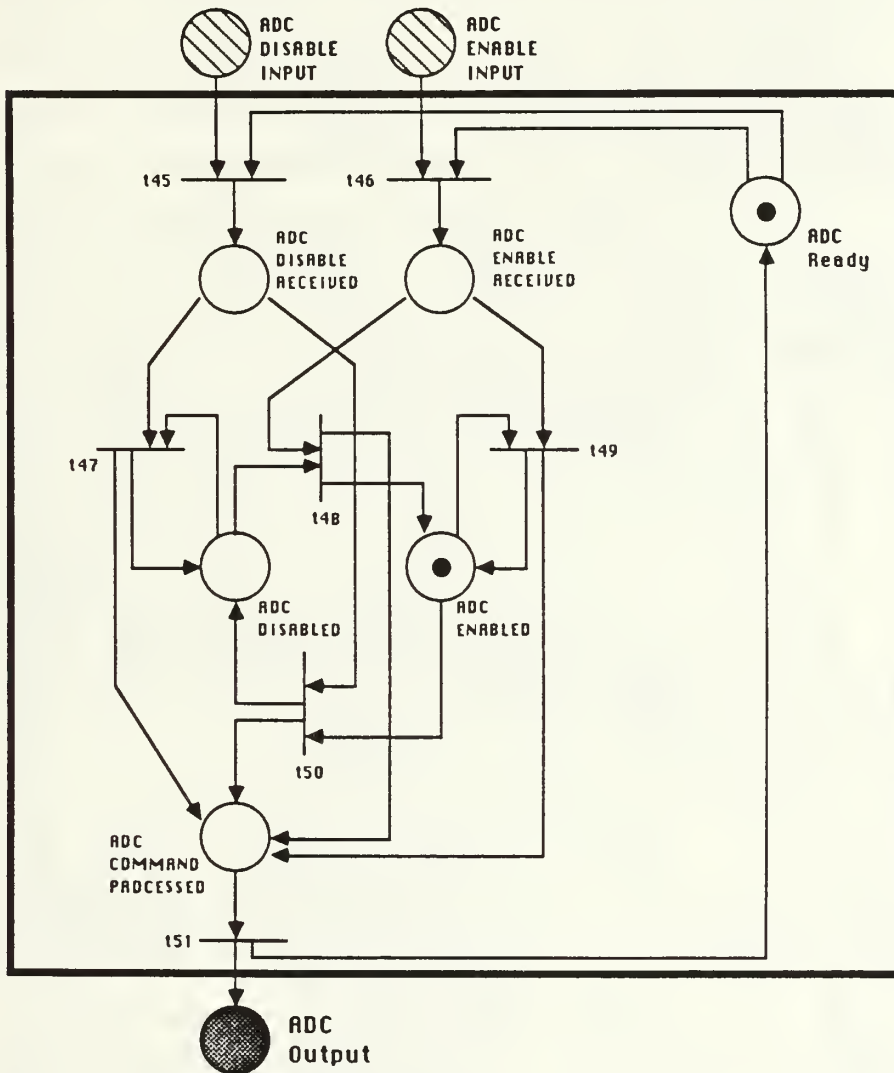 ADC
DISABLE
INPUT
ADC
ENABLE
INPUT
t45
t46
ADC
Ready
ADC
DISABLE
RECEIVED
ADC
ENABLE
RECEIVED
t47
t48
t49
ADC
DISABLED
ADC
ENABLED
t50
ADC
COMMAND
PROCESSED
t51
ADC
Output